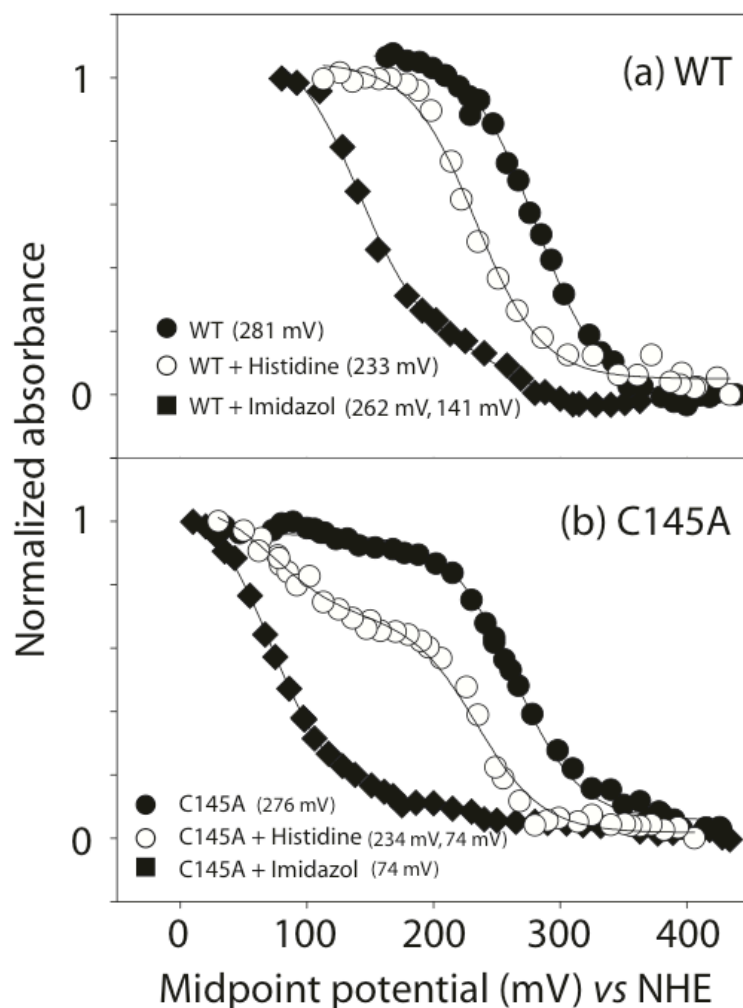 (a) WT
1
0
WT (281 mV)
WT + Histidine (233 mV)
WT + Imidazol (262 mV, 141 mV)
Normalized absorbance
(b) C145A
1
0
C145A (276 mV)
C145A + Histidine (234 mV,74 mV)
C145A + Imidazol (74 mV)
0 100 200 300 400
Midpoint potential (mV) vs NHE